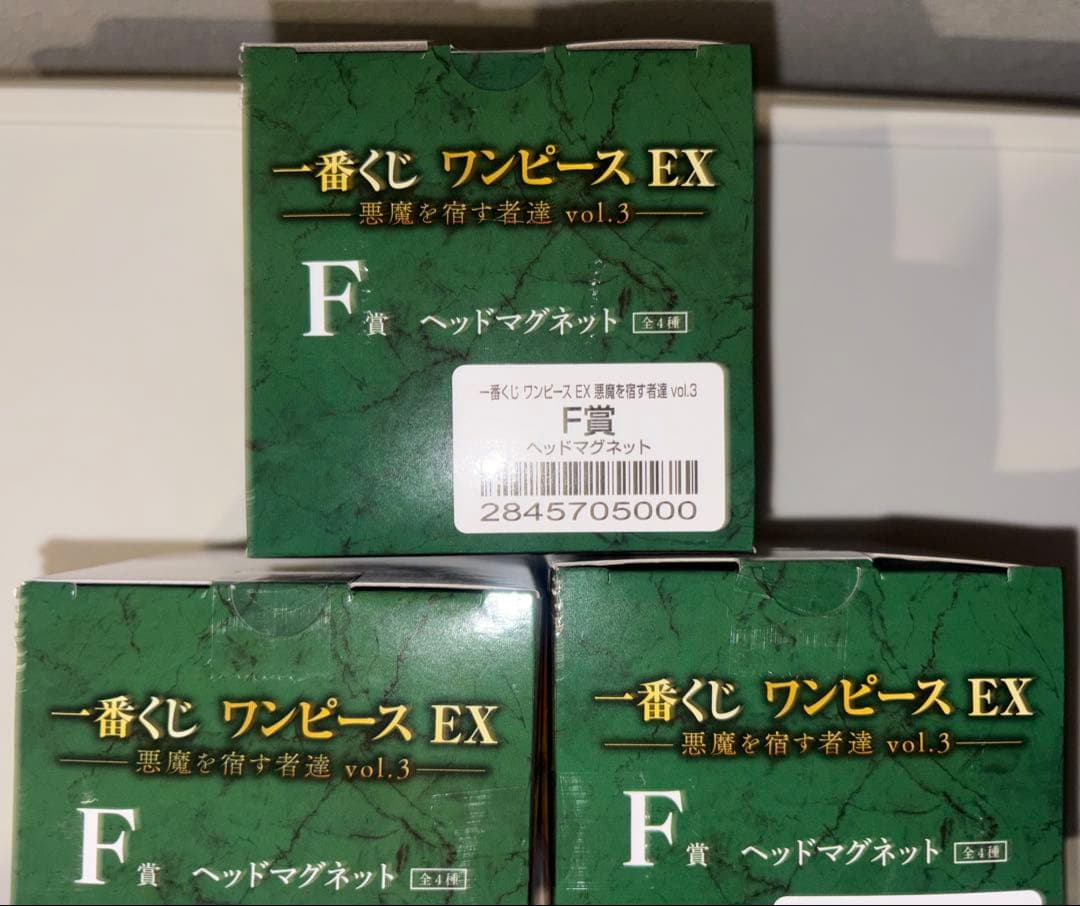 一番くじ ワンピース EX
悪魔を宿す者達 vol.3
F賞 ヘッドマグネット 全4種
一番くじ ワンピース EX 悪魔を宿す者達 vol.3
F賞
ヘッドマグネット
2845705000
一番くじ ワンピース EX
悪魔を宿す者達 vol.3
F賞 ヘッドマグネット 全4種
一番くじ ワンピース EX
悪魔を宿す者達 vol.3
F賞 ヘッドマグネット 全4種